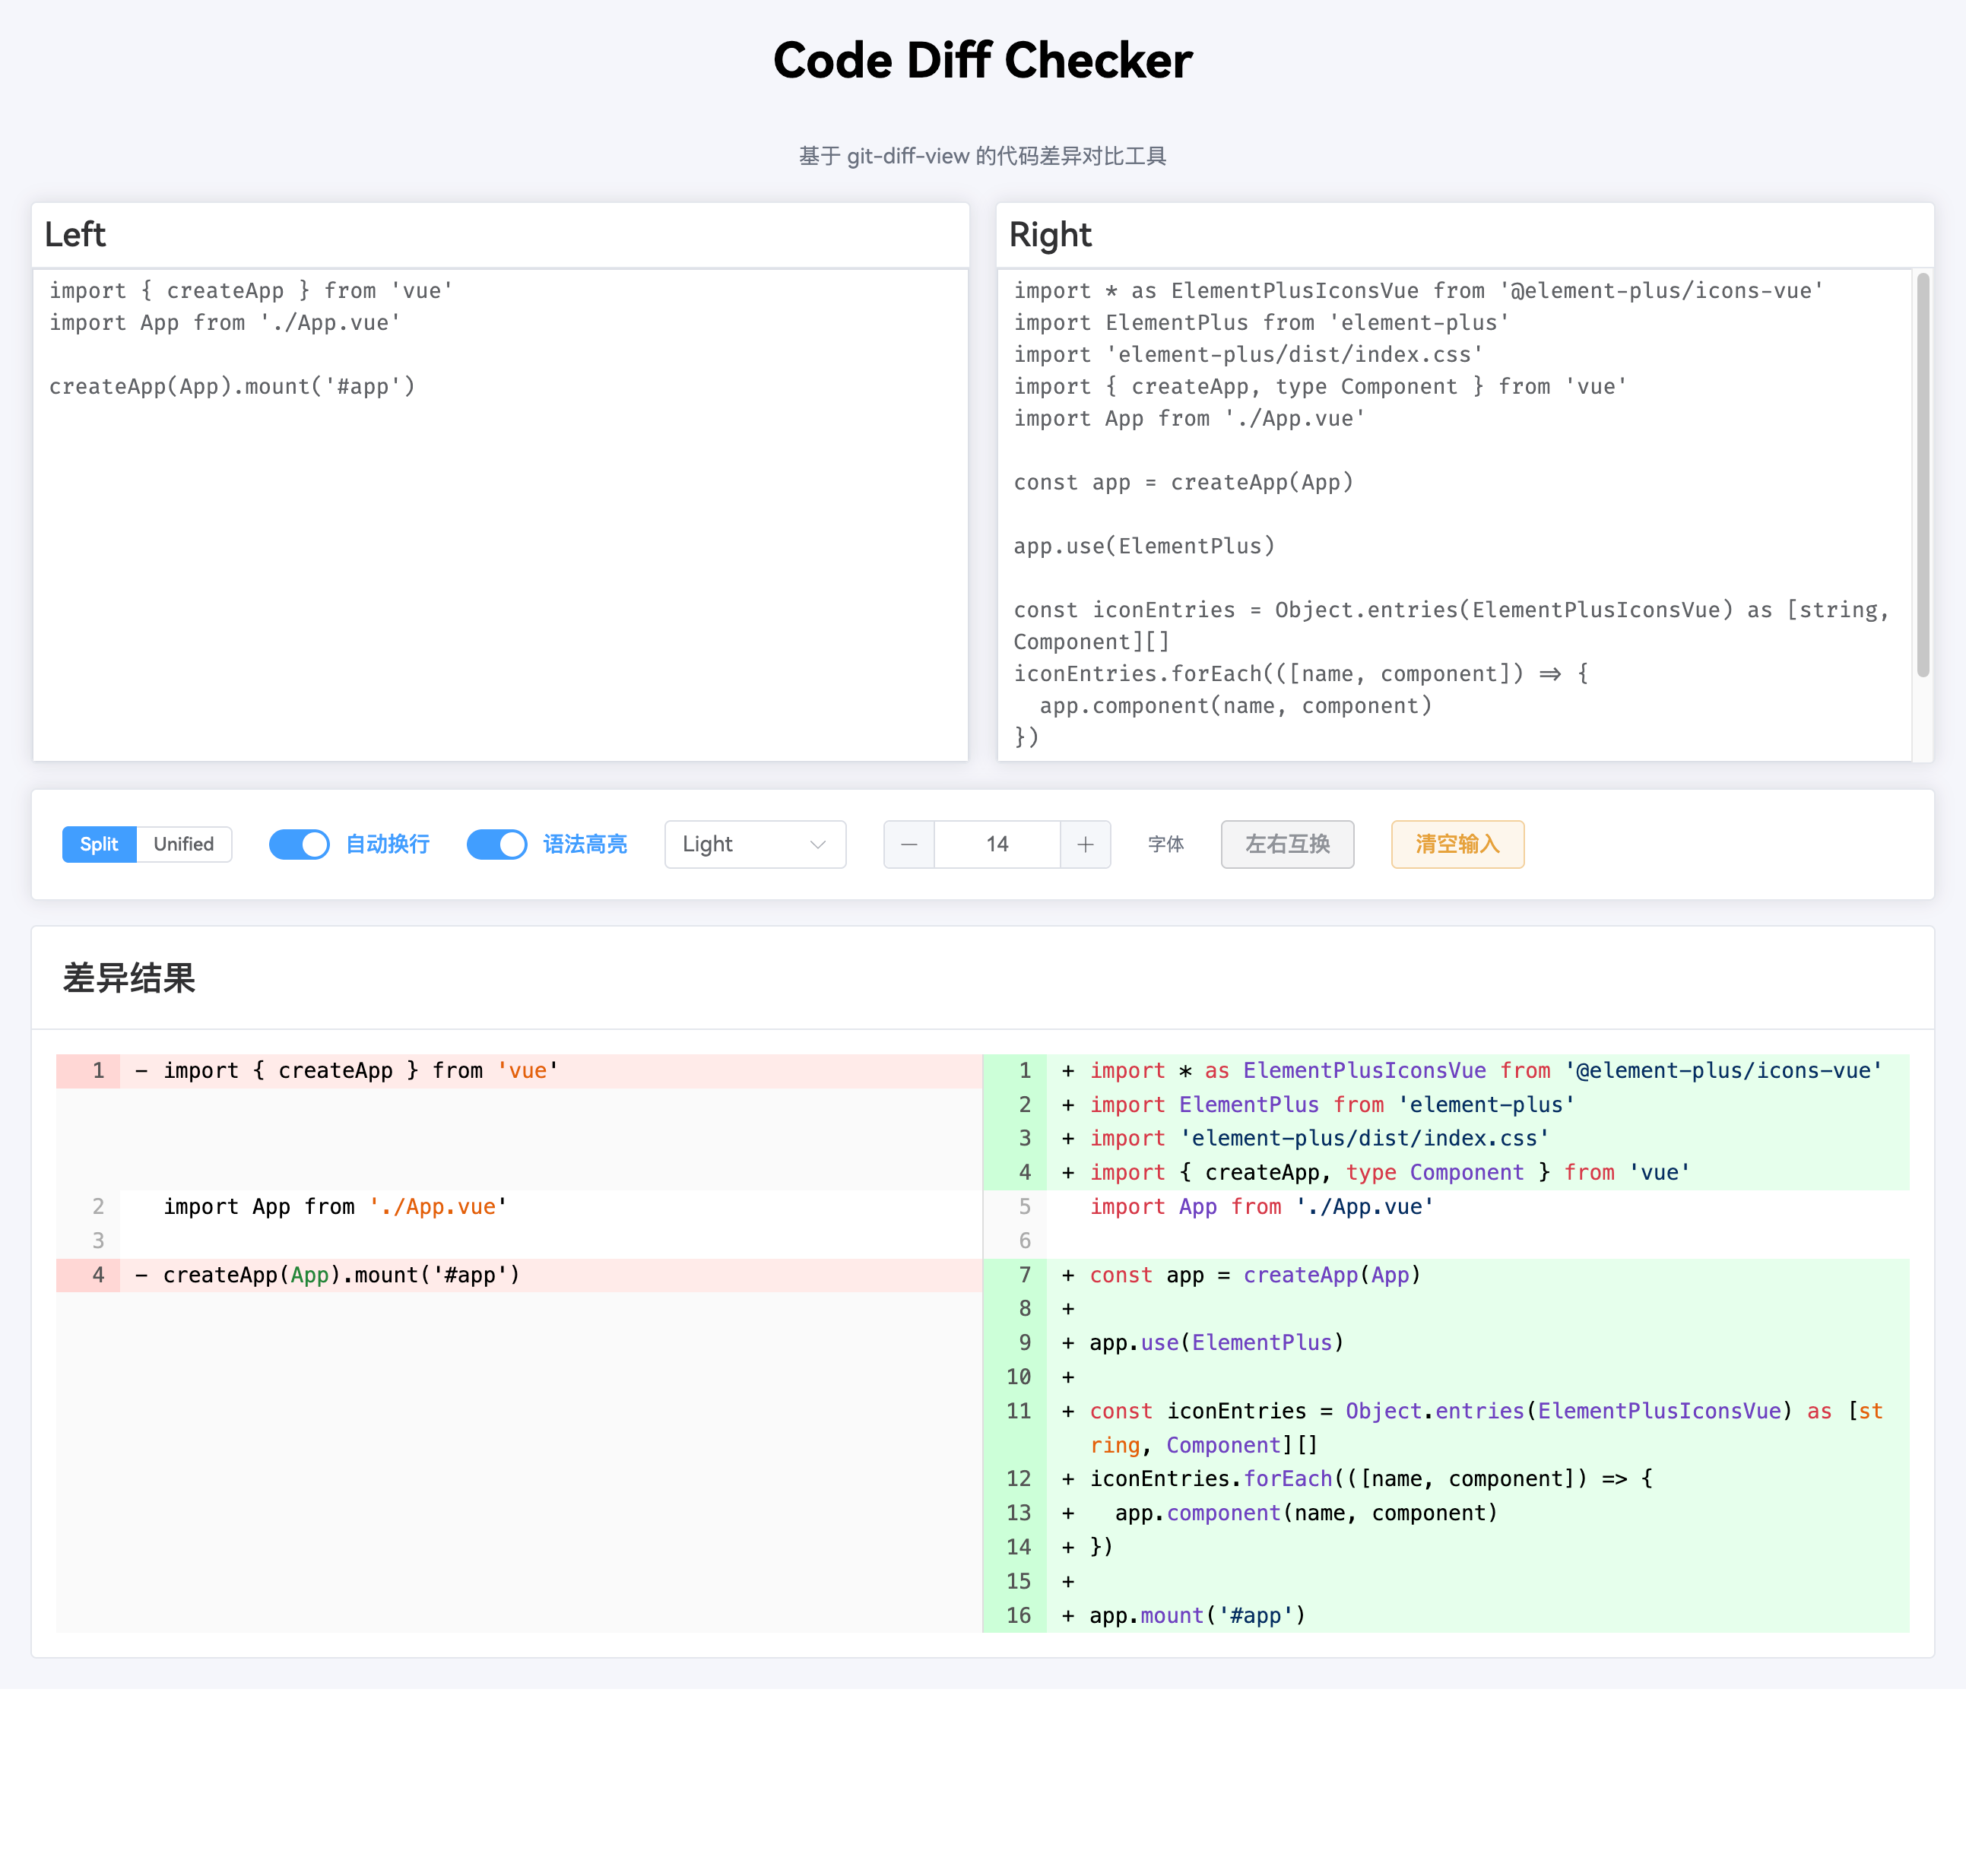 Code Diff Checker
基于 git-diff-view 的代码差异对比工具
Left
import { createApp } from 'vue'
import App from './App.vue'
createApp(App).mount('#app')
Right
import * as ElementPlusIconsVue from '@element-plus/icons-vue'
import ElementPlus from 'element-plus'
import 'element-plus/dist/index.css'
import { createApp, type Component } from 'vue'
import App from './App.vue'
const app = createApp(App)
app.use(ElementPlus)
const iconEntries = Object.entries(ElementPlusIconsVue) as [string,
Component][]
iconEntries.forEach(([name, component]) => {
  app.component(name, component)
})
Split Unified 自动换行 语法高亮 Light — 14 + 字体 左右互换 清空输入
差异结果
1 - import { createApp } from 'vue'
2 import App from './App.vue'
3
4 - createApp(App).mount('#app')
1 + import * as ElementPlusIconsVue from '@element-plus/icons-vue'
2 + import ElementPlus from 'element-plus'
3 + import 'element-plus/dist/index.css'
4 + import { createApp, type Component } from 'vue'
5 import App from './App.vue'
6
7 + const app = createApp(App)
8 +
9 + app.use(ElementPlus)
10 +
11 + const iconEntries = Object.entries(ElementPlusIconsVue) as [st
ring, Component][]
12 + iconEntries.forEach(([name, component]) => {
13 +   app.component(name, component)
14 + })
15 +
16 + app.mount('#app')